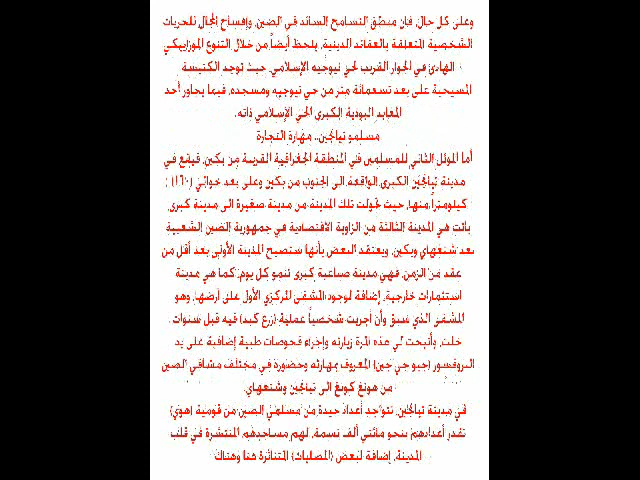 وعلى كل حال، فإن منطق التسامح السائد في الصين، وإفساح المجال للحريات
الشخصية المتعلقة بالعقائد الدينية، يلحظ أيضاً من خلال التنوع الموزاييكي
الهادئ في الجوار القريب لحي نيوجيه الإسلامي، حيث توجد الكنيسة
المسيحية على بعد تسعمائة متر من حي نيوجيه ومسجده، فيما يجاور أحد
المعابد البوذية الكبرى الحي الإسلامي ذاته.
مسلمو تيانجين.. مهارة التجارة
أما الموئل الثاني للمسلمين في المنطقة الجغرافية القريبة من بكين، فيقع في
مدينة تيانجين الكبرى الواقعة الى الجنوب من بكين وعلى بعد حوالي (١٦٠)
كيلومتراً منها، حيث تحولت تلك المدينة من مدينة صغيرة الى مدينة كبرى،
باتت هي المدينة الثالثة من الزاوية الاقتصادية في جمهورية الصين الشعبية
بعد شنغهاي وبكين، ويعتقد البعض بأنها ستصبح المدينة الأولى بعد أقل من
عقد من الزمن، فهي مدينة صناعية كبرى تنمو كل يوم، كما هي مدينة
استثمارات خارجية، إضافة لوجود المشفى المركزي الأول على أرضها، وهو
المشفى الذي سبق وأن أجريت شخصياً عملية (زرع كبد) فيه قبل سنوات
خلت، وأتيحت لي هذه المرة زيارته وإجراء فحوصات طبية إضافية على يد
البروفسور (جيو جي جين) المعروف بمهارته وحضوره في مختلف مشافي الصين
من هونغ كونغ الى تيانجين وشنغهاي.
في مدينة تيانجين، تتواجد أعداد جيدة من مسلمي الصين من قومية (هوي)
تقدر أعدادهم بنحو مائتي ألف نسمة، لهم مساجدهم المنتشرة في قلب
المدينة، إضافة لبعض (المصليات) المتناثرة هنا وهناك